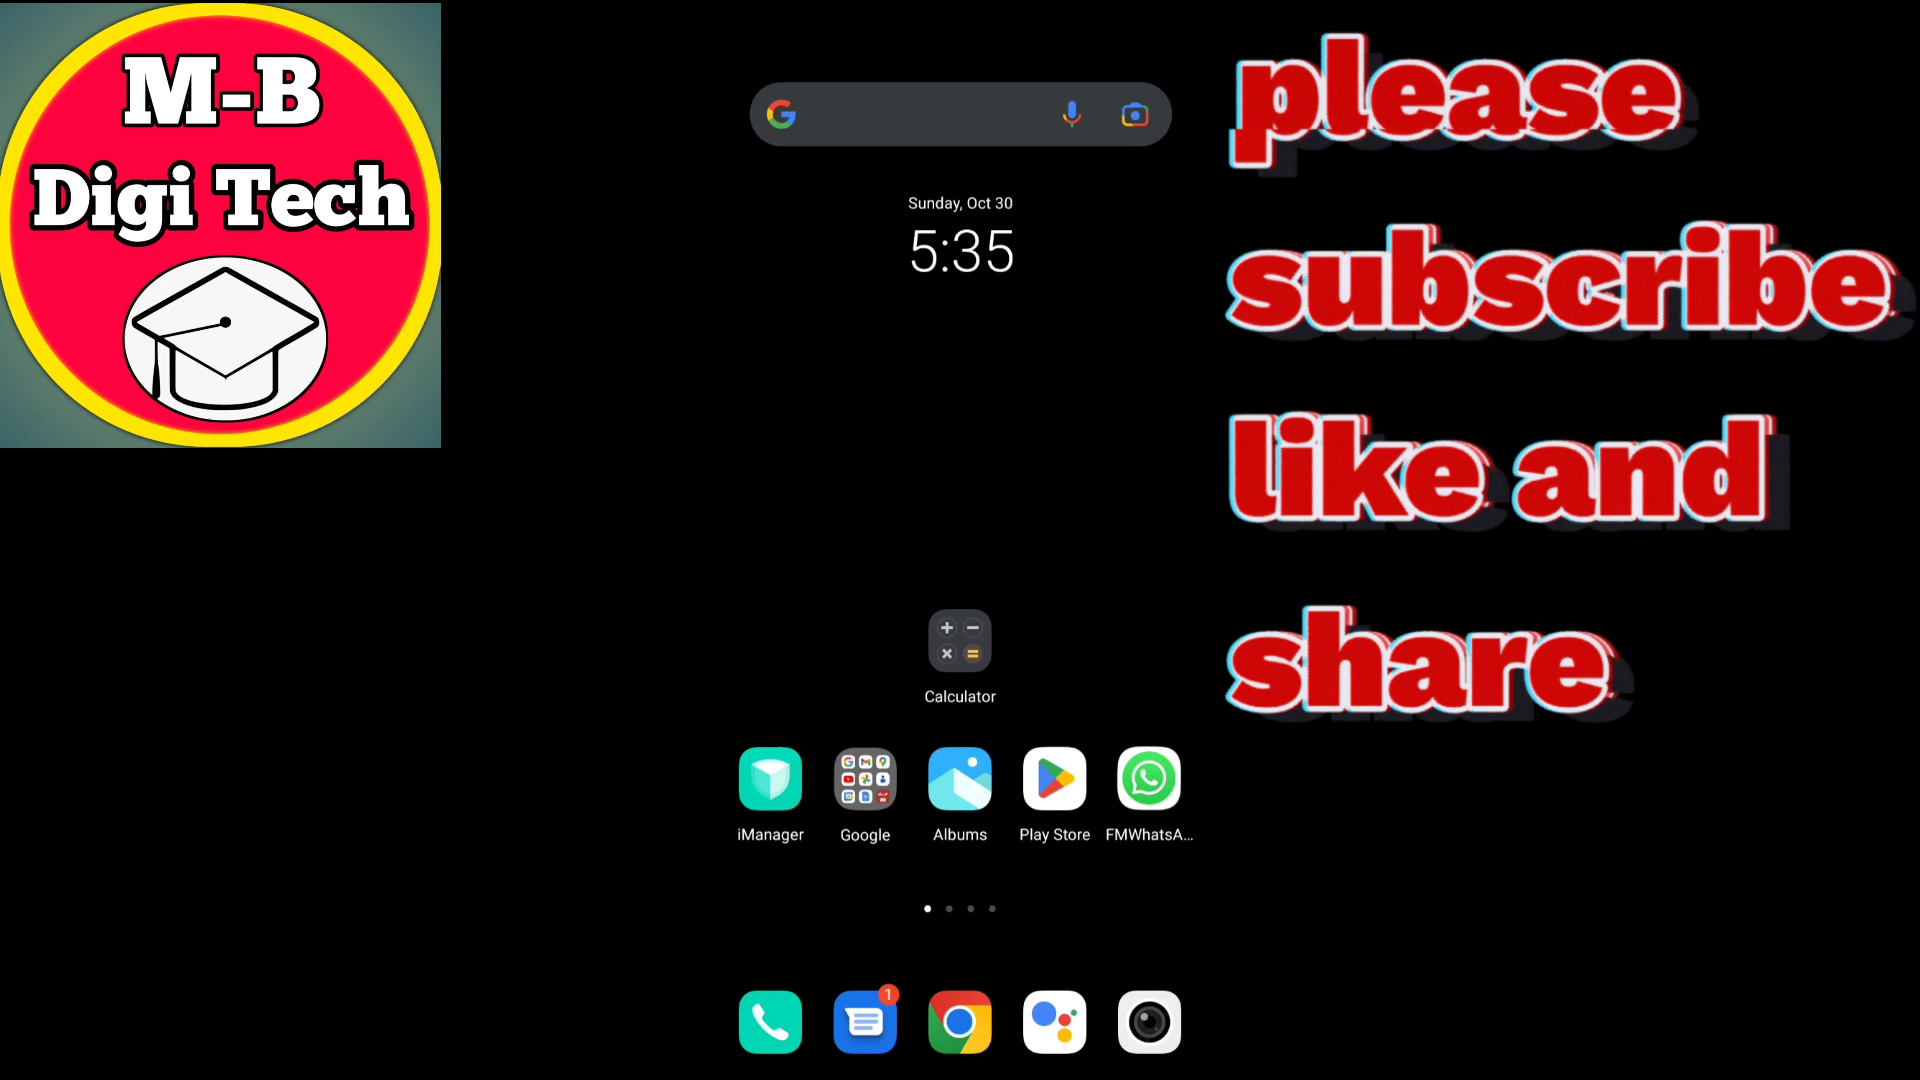 M-B
Digi Tech
please
subscribe
like and
share
Sunday, Oct 30
5:35
Calculator
iManager
Google
Albums
Play Store
FMWhatsA...
1